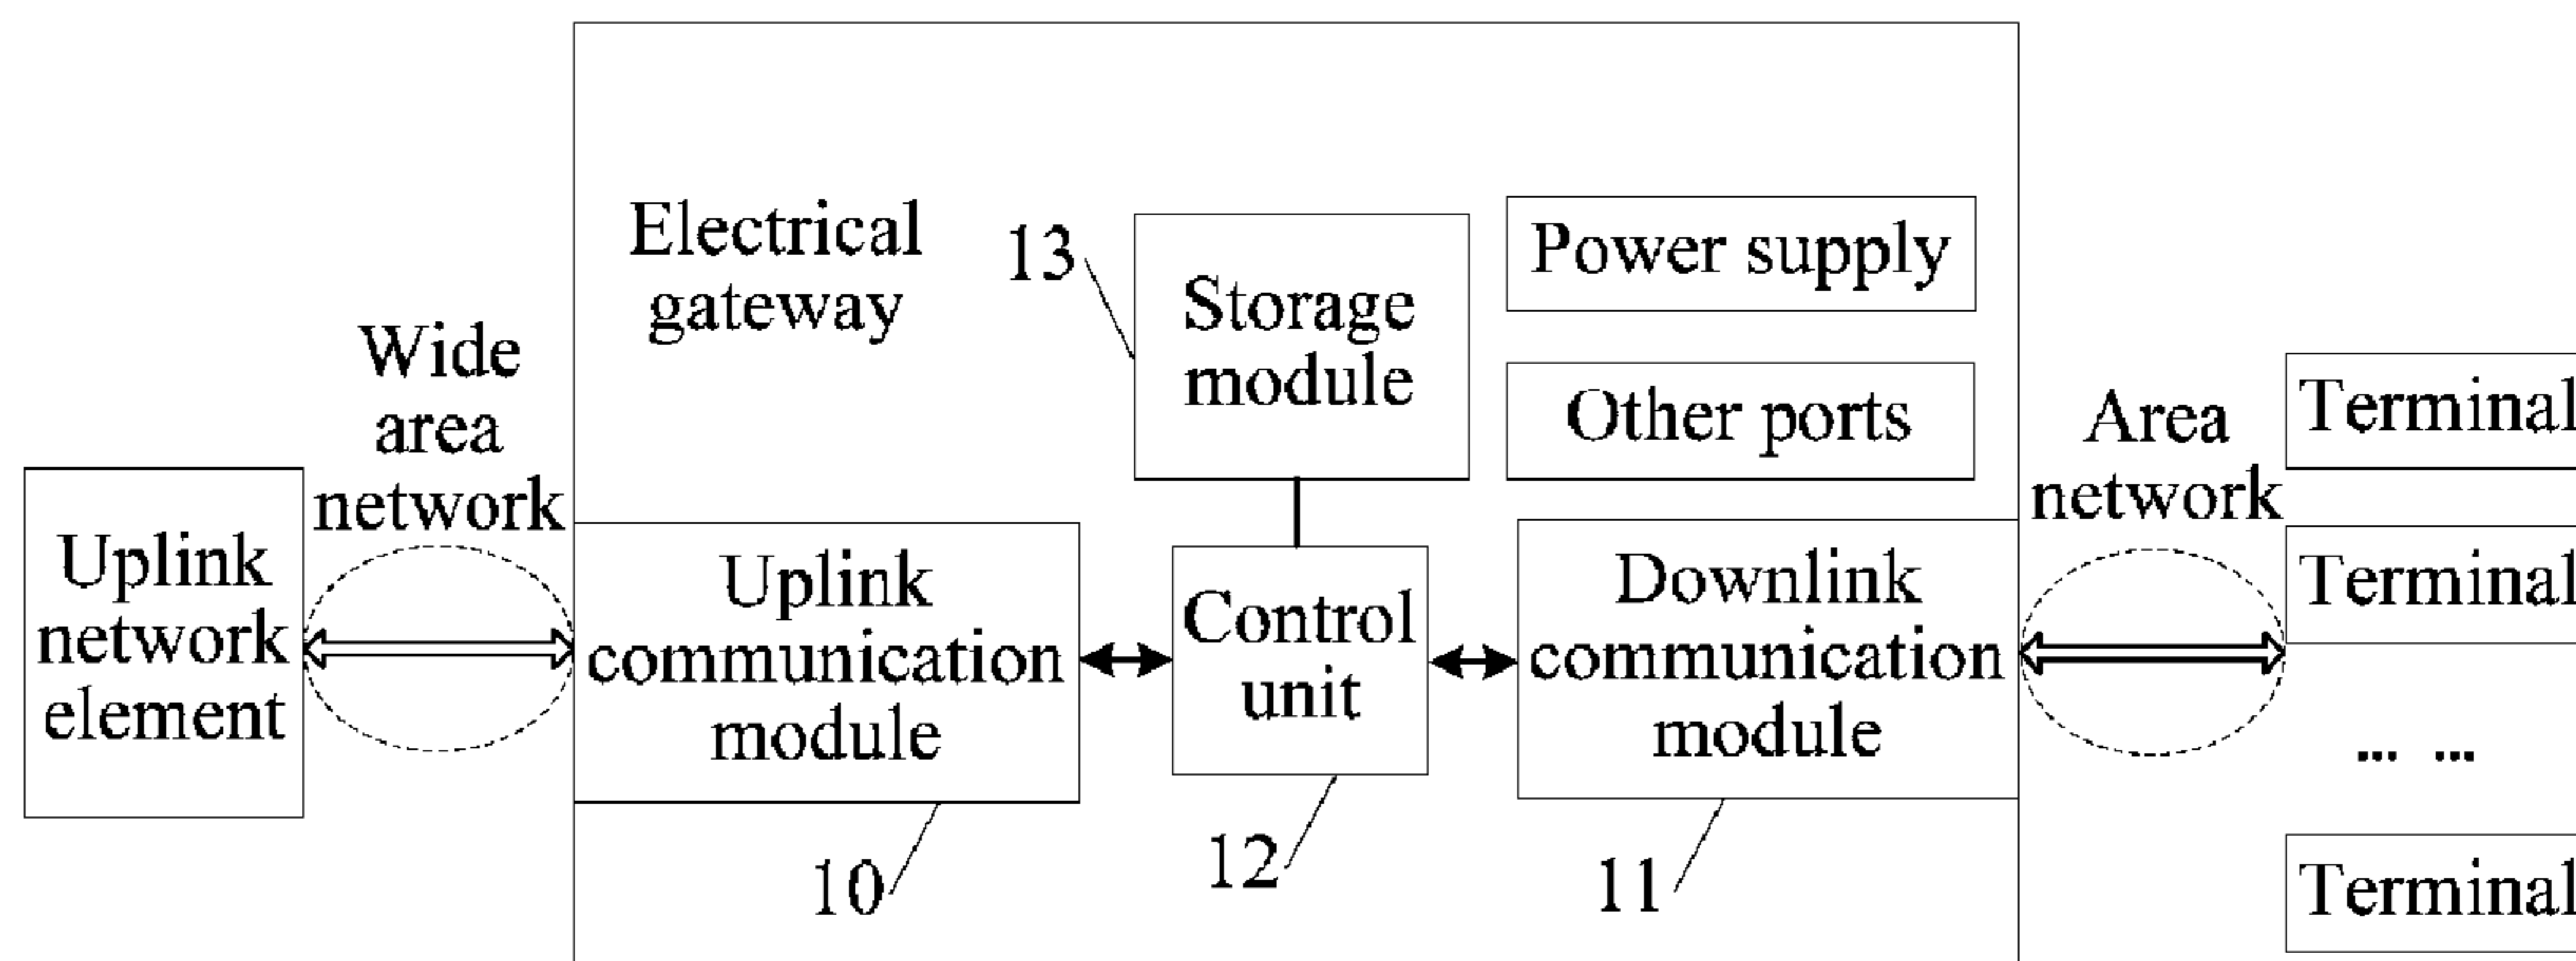 Uplink
network
element
Wide
area
network
Electrical
gateway
13
Storage
module
Power supply
Other ports
Uplink
communication
module
10
Control
unit
12
Downlink
communication
module
11
Area
network
Terminal
Terminal
... ...
Terminal